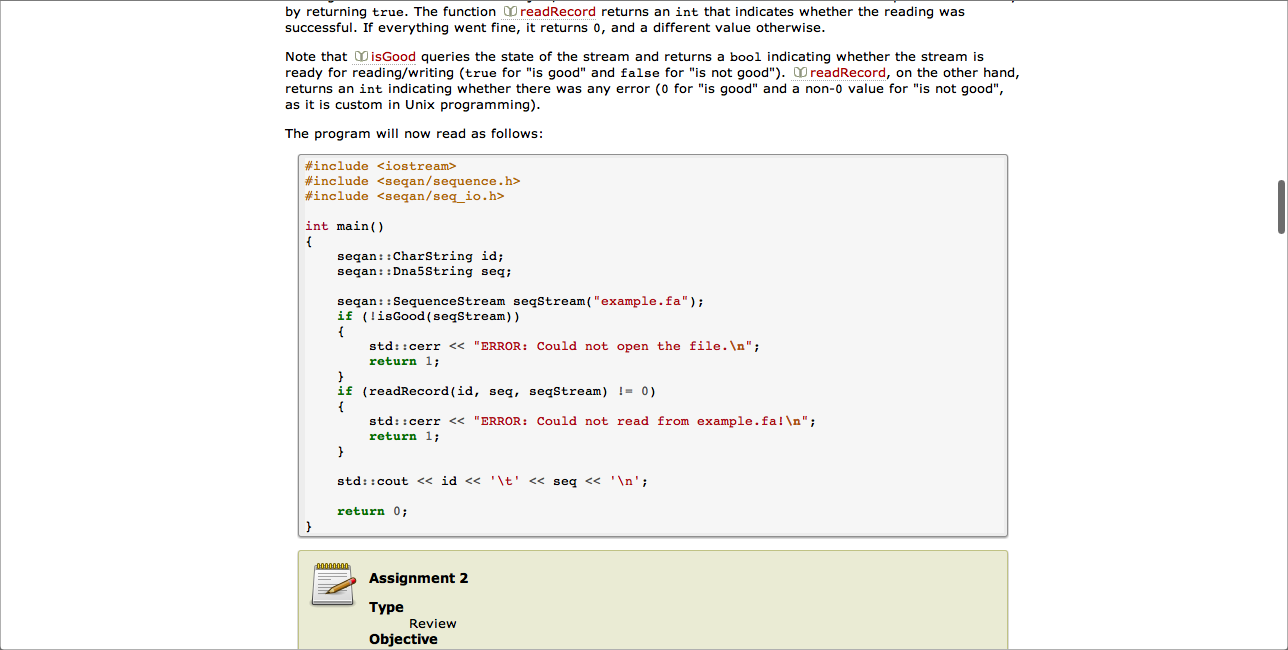 by returning true. The function readRecord returns an int that indicates whether the reading was
successful. If everything went fine, it returns 0, and a different value otherwise.
Note that isGood queries the state of the stream and returns a bool indicating whether the stream is
ready for reading/writing (true for "is good" and false for "is not good"). readRecord, on the other hand,
returns an int indicating whether there was any error (0 for "is good" and a non-0 value for "is not good",
as it is custom in Unix programming).
The program will now read as follows:
#include <iostream>
#include <seqan/sequence.h>
#include <seqan/seq_io.h>
int main()
{
    seqan::CharString id;
    seqan::Dna5String seq;
    seqan::SequenceStream seqStream("example.fa");
    if (!isGood(seqStream))
    {
        std::cerr << "ERROR: Could not open the file.\n";
        return 1;
    }
    if (readRecord(id, seq, seqStream) != 0)
    {
        std::cerr << "ERROR: Could not read from example.fa!\n";
        return 1;
    }
    std::cout << id << '\t' << seq << '\n';
    return 0;
}
Assignment 2
Type
Review
Objective